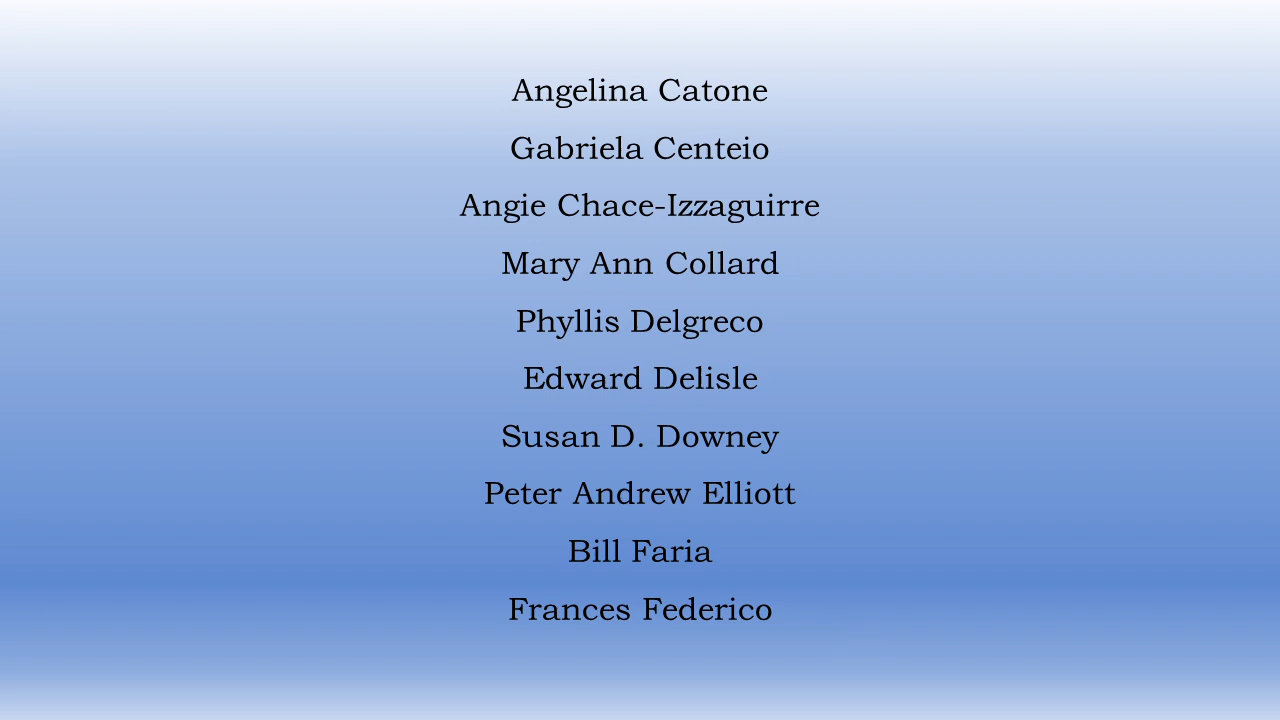 Angelina Catone
Gabriela Centeio
Angie Chace-Izzaguirre
Mary Ann Collard
Phyllis Delgreco
Edward Delisle
Susan D. Downey
Peter Andrew Elliott
Bill Faria
Frances Federico